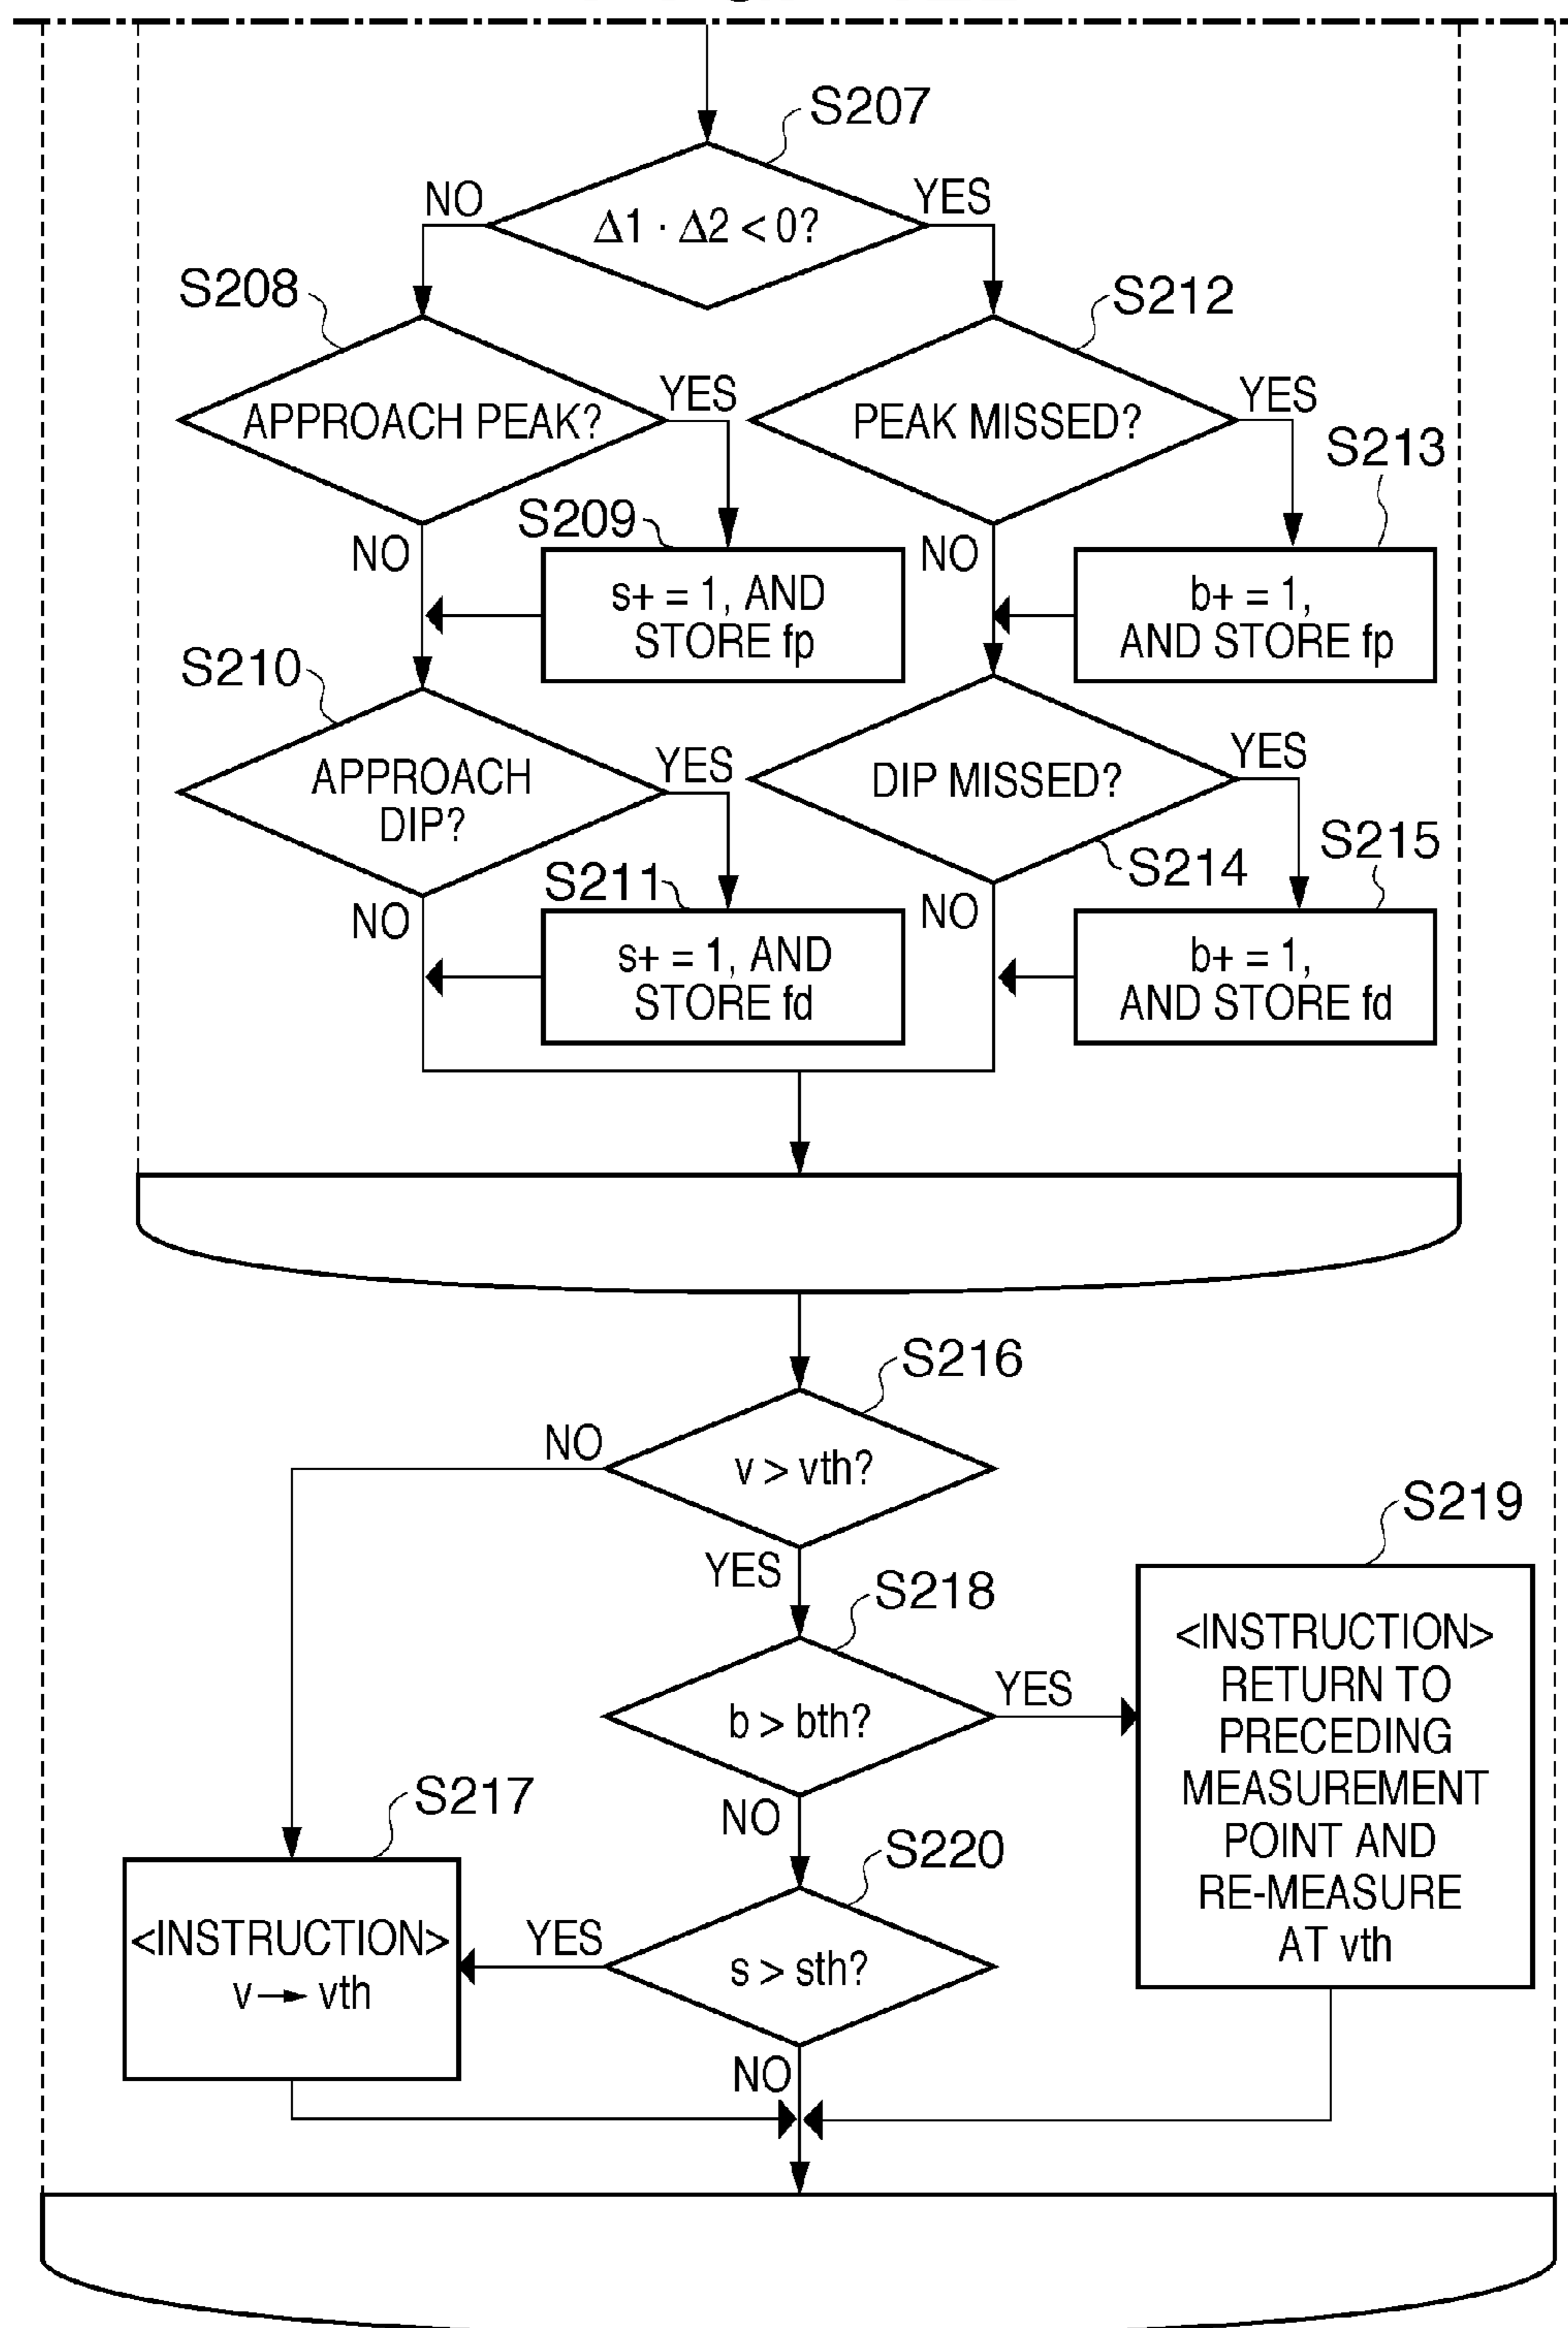 S207
NO
YES
Δ1 · Δ2 < 0?
S208
S212
APPROACH PEAK?
YES
PEAK MISSED?
YES
S213
S209
NO
NO
s+ = 1, AND
STORE fp
b+ = 1,
AND STORE fp
S210
APPROACH
DIP?
YES
DIP MISSED?
YES
S214
S215
S211
NO
NO
s+ = 1, AND
STORE fd
b+ = 1,
AND STORE fd
S216
NO
v > vth?
S219
YES
S218
<INSTRUCTION>
RETURN TO
PRECEDING
MEASUREMENT
POINT AND
RE-MEASURE
AT vth
b > bth?
YES
S217
NO
S220
<INSTRUCTION>
v → vth
YES
s > sth?
NO